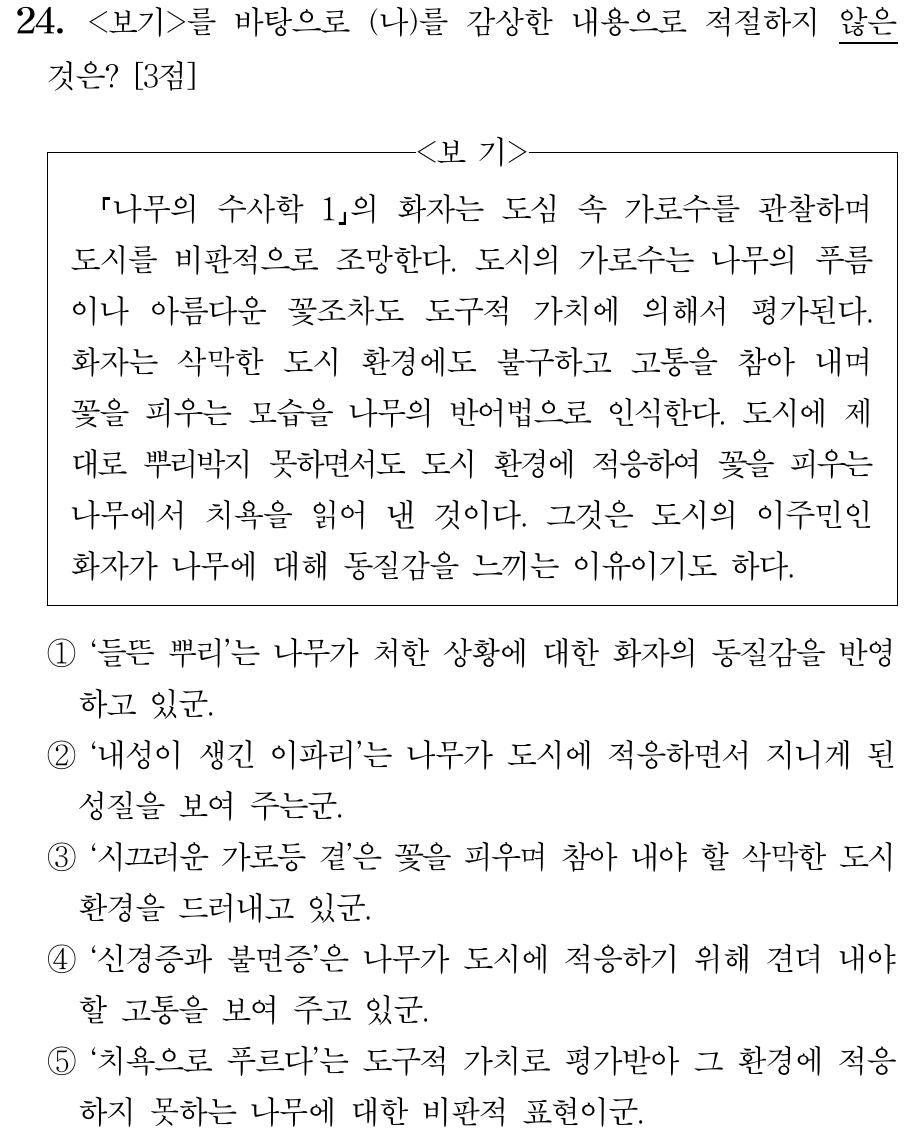 24. <보기>를 바탕으로 (나)를 감상한 내용으로 적절하지 않은
것은? [3점]
<보 기>
『나무의 수사학 1』의 화자는 도심 속 가로수를 관찰하며
도시를 비판적으로 조망한다. 도시의 가로수는 나무의 푸름
이나 아름다운 꽃조차도 도구적 가치에 의해서 평가된다.
화자는 삭막한 도시 환경에도 불구하고 고통을 참아 내며
꽃을 피우는 모습을 나무의 반어법으로 인식한다. 도시에 제
대로 뿌리박지 못하면서도 도시 환경에 적응하여 꽃을 피우는
나무에서 치욕을 읽어 낸 것이다. 그것은 도시의 이주민인
화자가 나무에 대해 동질감을 느끼는 이유이기도 하다.
① ‘들뜬 뿌리’는 나무가 처한 상황에 대한 화자의 동질감을 반영
하고 있군.
② ‘내성이 생긴 이파리’는 나무가 도시에 적응하면서 지니게 된
성질을 보여 주는군.
③ ‘시끄러운 가로등 곁’은 꽃을 피우며 참아 내야 할 삭막한 도시
환경을 드러내고 있군.
④ ‘신경증과 불면증’은 나무가 도시에 적응하기 위해 견뎌 내야
할 고통을 보여 주고 있군.
⑤ ‘치욕으로 푸르다’는 도구적 가치로 평가받아 그 환경에 적응
하지 못하는 나무에 대한 비판적 표현이군.